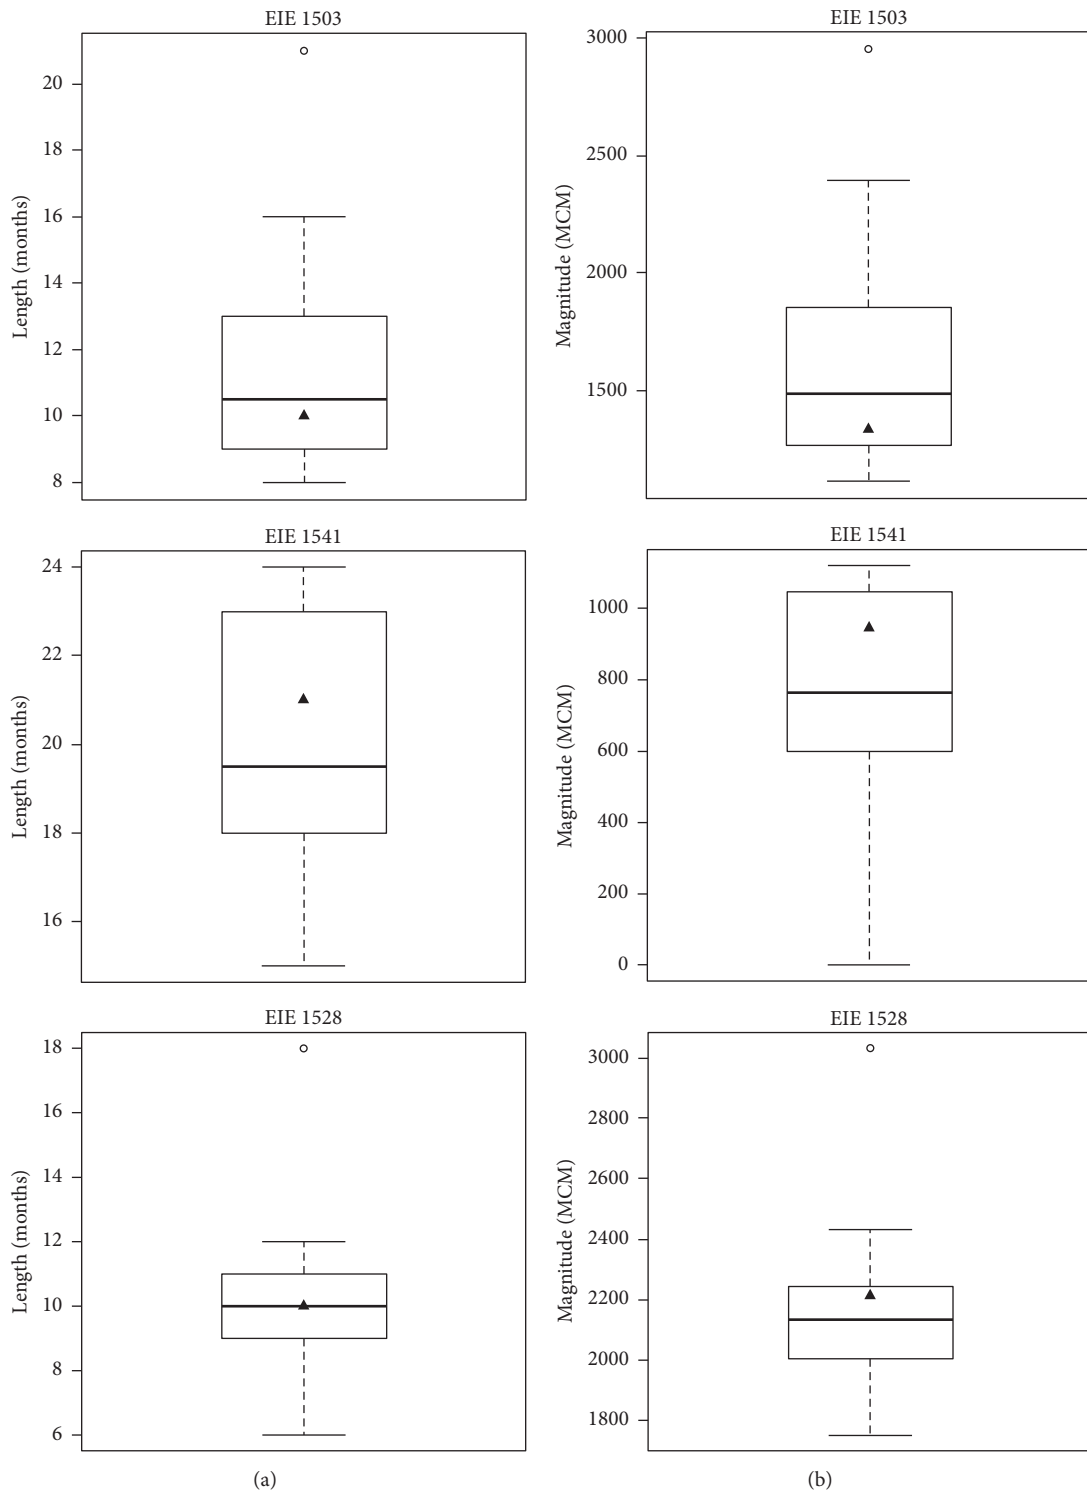 EIE 1503
20
18
16
14
12
10
8
Length (months)
EIE 1503
3000
2500
2000
1500
Magnitude (MCM)
EIE 1541
24
22
20
18
16
Length (months)
EIE 1541
1000
800
600
400
200
0
Magnitude (MCM)
EIE 1528
18
16
14
12
10
8
6
Length (months)
EIE 1528
3000
2800
2600
2400
2200
2000
1800
Magnitude (MCM)
(a)
(b)